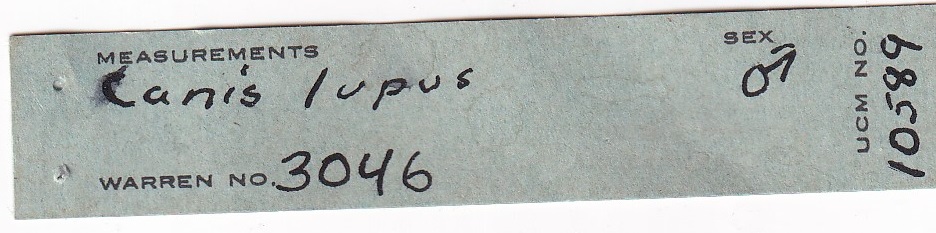 MEASUREMENTS
Canis lupus
SEX
♂
WARREN NO. 3046
UCM NO.
10589